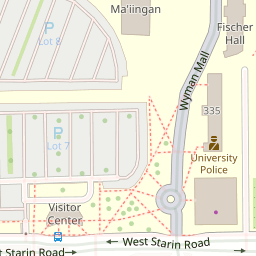 Ma'iingan
P
Lot 8
Fischer
Hall
Wyman Mall
335
P
Lot 7
University
Police
Visitor
Center
West Starin Road
West Starin Road